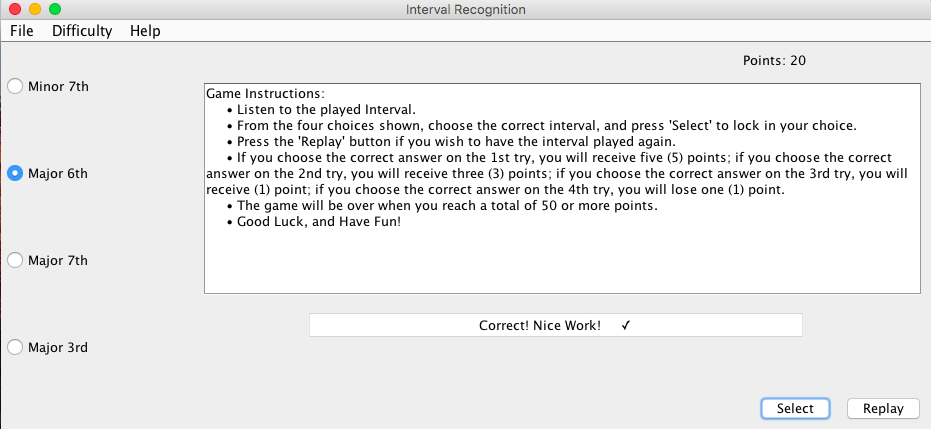 Interval Recognition
File Difficulty Help
Points: 20
Minor 7th
Major 6th
Major 7th
Major 3rd
Game Instructions:
• Listen to the played Interval.
• From the four choices shown, choose the correct interval, and press 'Select' to lock in your choice.
• Press the 'Replay' button if you wish to have the interval played again.
• If you choose the correct answer on the 1st try, you will receive five (5) points; if you choose the correct
answer on the 2nd try, you will receive three (3) points; if you choose the correct answer on the 3rd try, you will
receive (1) point; if you choose the correct answer on the 4th try, you will lose one (1) point.
• The game will be over when you reach a total of 50 or more points.
• Good Luck, and Have Fun!
Correct! Nice Work! ✓
Select Replay